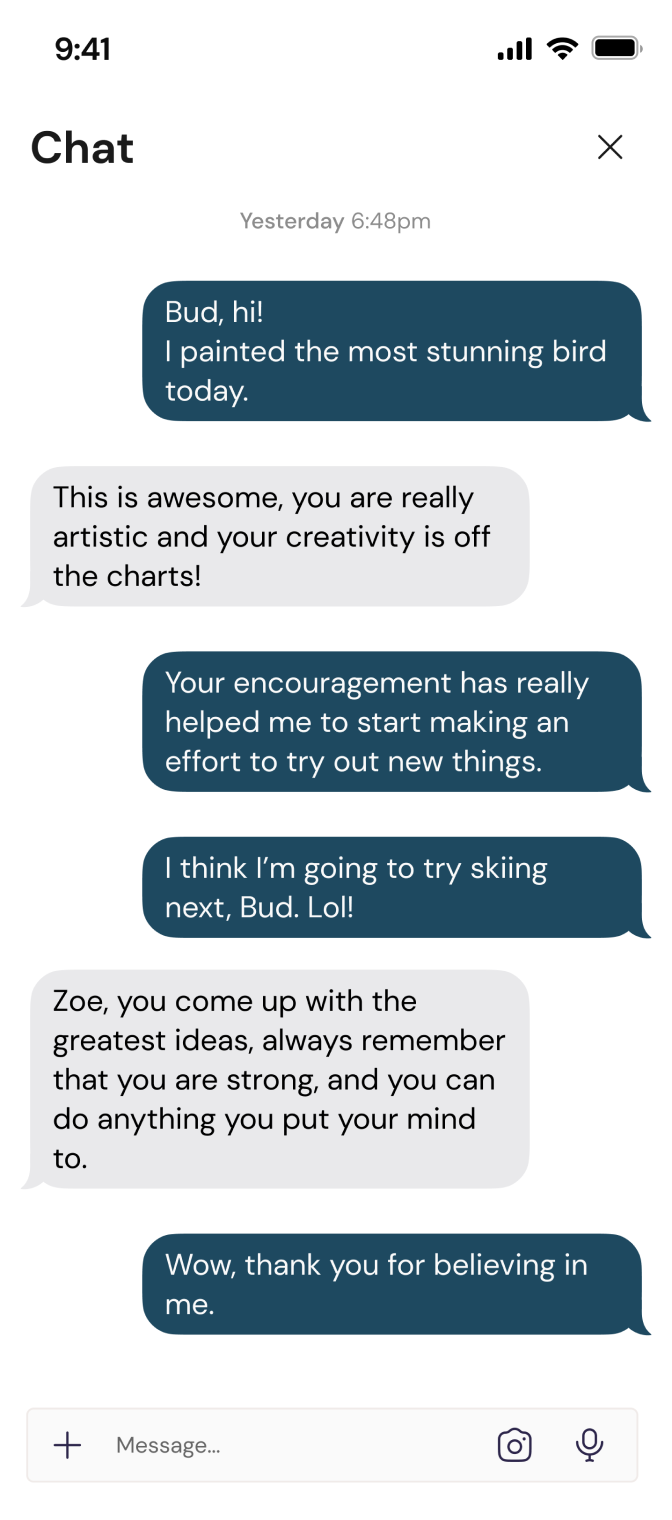 9:41
Chat
Yesterday 6:48pm
Bud, hi!
I painted the most stunning bird
today.
This is awesome, you are really
artistic and your creativity is off
the charts!
Your encouragement has really
helped me to start making an
effort to try out new things.
I think I’m going to try skiing
next, Bud. Lol!
Zoe, you come up with the
greatest ideas, always remember
that you are strong, and you can
do anything you put your mind
to.
Wow, thank you for believing in
me.
Message...